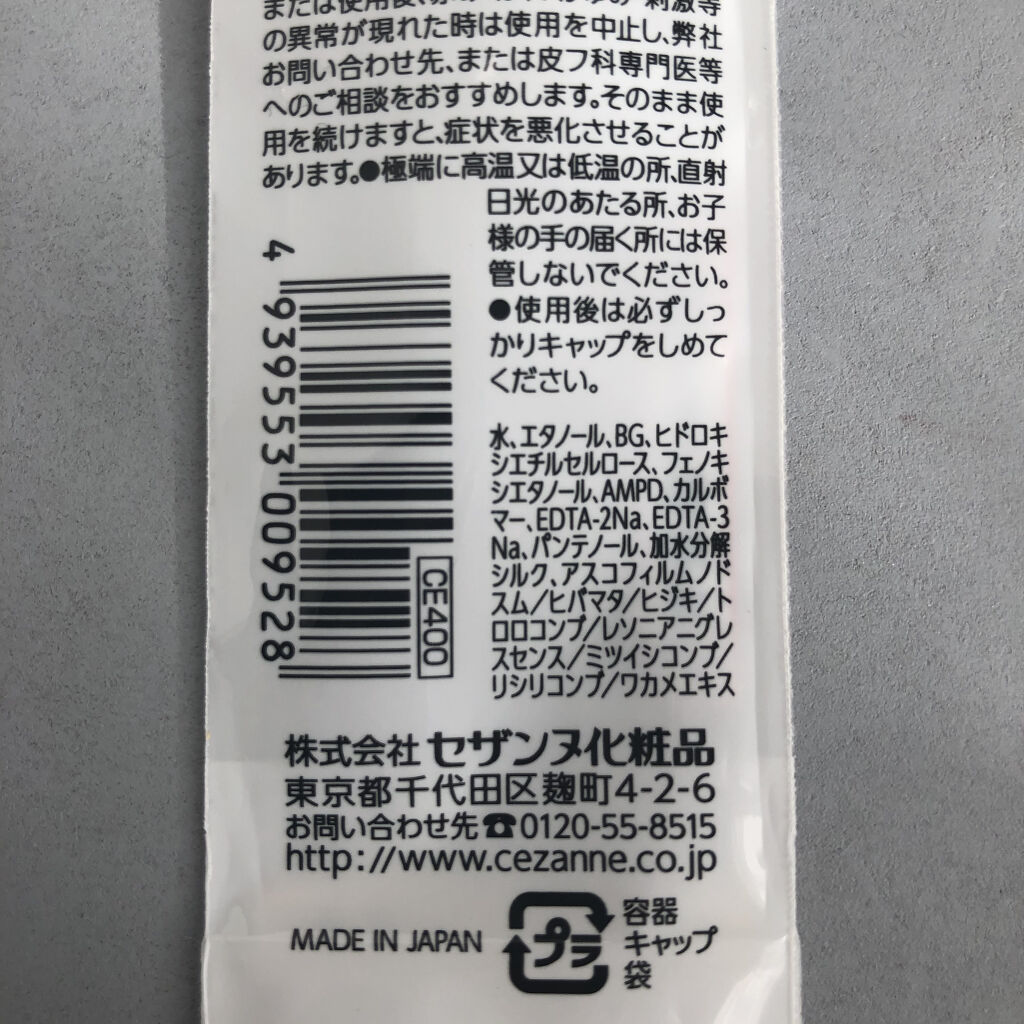 または使用後、
刺激等
の異常が現れた時は使用を中止し、弊社
お問い合わせ先、または皮フ科専門医等
へのご相談をおすすめします。そのまま使
用を続けますと、症状を悪化させることが
あります。●極端に高温又は低温の所、直射
日光のあたる所、お子
様の手の届く所には保
管しないでください。
●使用後は必ずしっ
かりキャップをしめて
ください。
4 939553 009528
CE400
水、エタノール、BG、ヒドロキ
シエチルセルロース、フェノキ
シエタノール、AMPD、カルボ
マー、EDTA-2Na、EDTA-3
Na、パンテノール、加水分解
シルク、アスコフィルムノド
スム/ヒバマタ/ヒジキ/ト
ロロコンブ/レソニアニグレ
スセンス/ミツイシコンブ/
リシリコンブ/ワカメエキス
株式会社 セザンヌ化粧品
東京都千代田区麹町4-2-6
お問い合わせ先☎0120-55-8515
http://www.cezanne.co.jp
MADE IN JAPAN
プラ
容器
キャップ
袋